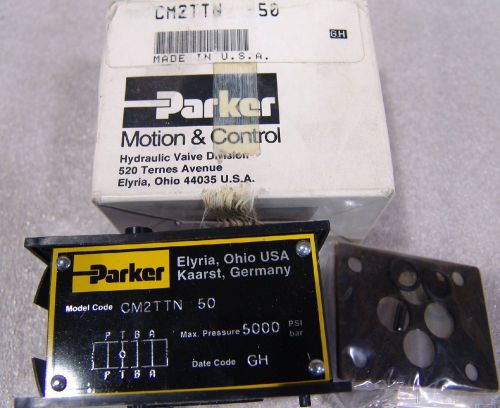 CM2TTN -50
GH
MADE IN U.S.A.
Parker
Motion & Control
Hydraulic Valve Division
520 Ternes Avenue
Elyria, Ohio 44035 U.S.A.
Parker
Elyria, Ohio USA
Kaarst, Germany
Model Code CM2TTN 50
P T B A
Max. Pressure 5000 PSI
bar
P T B A
Date Code GH